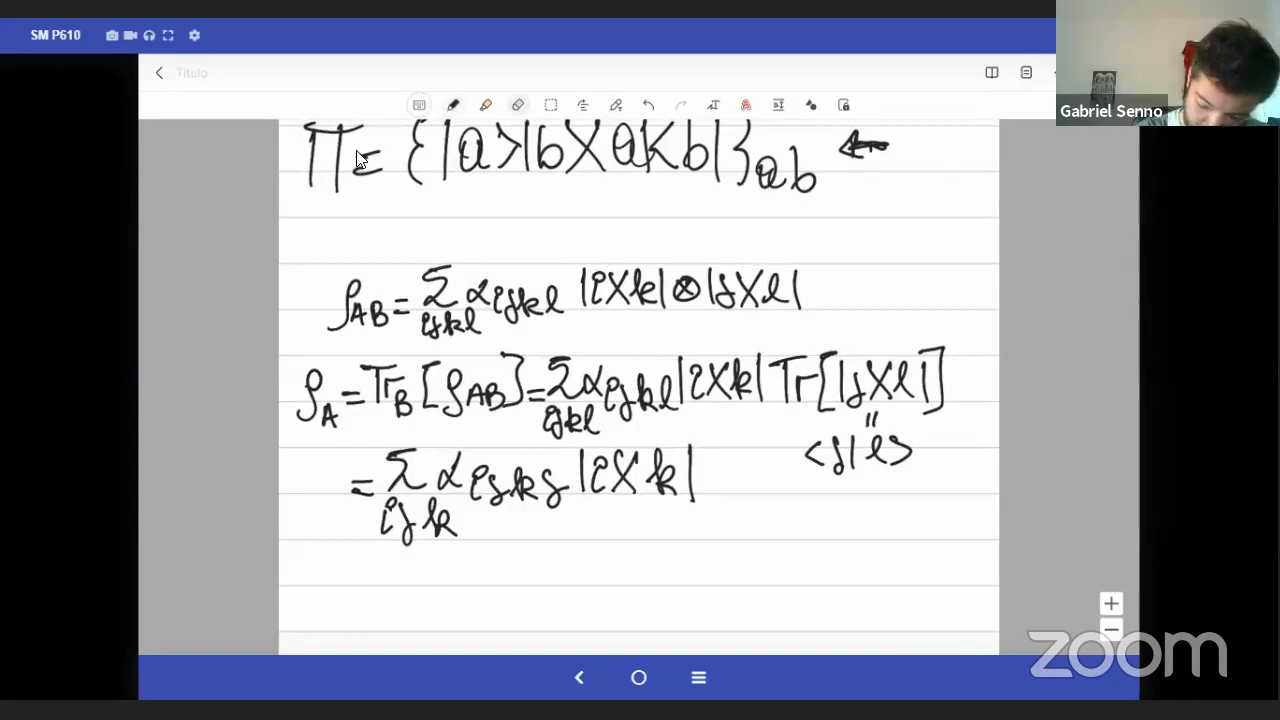 SM P610
Título
Gabriel Senno
Π = {|a>|b><a|<b|}ab ←
ρAB = Σijkl αijkl |i><k| ⊗ |j><l|
ρA = TrB [ρAB] = Σijkl αijkl |i><k| Tr[|j><l|]
"
<j|l>
= Σijk αijkj |i><k|
zoom